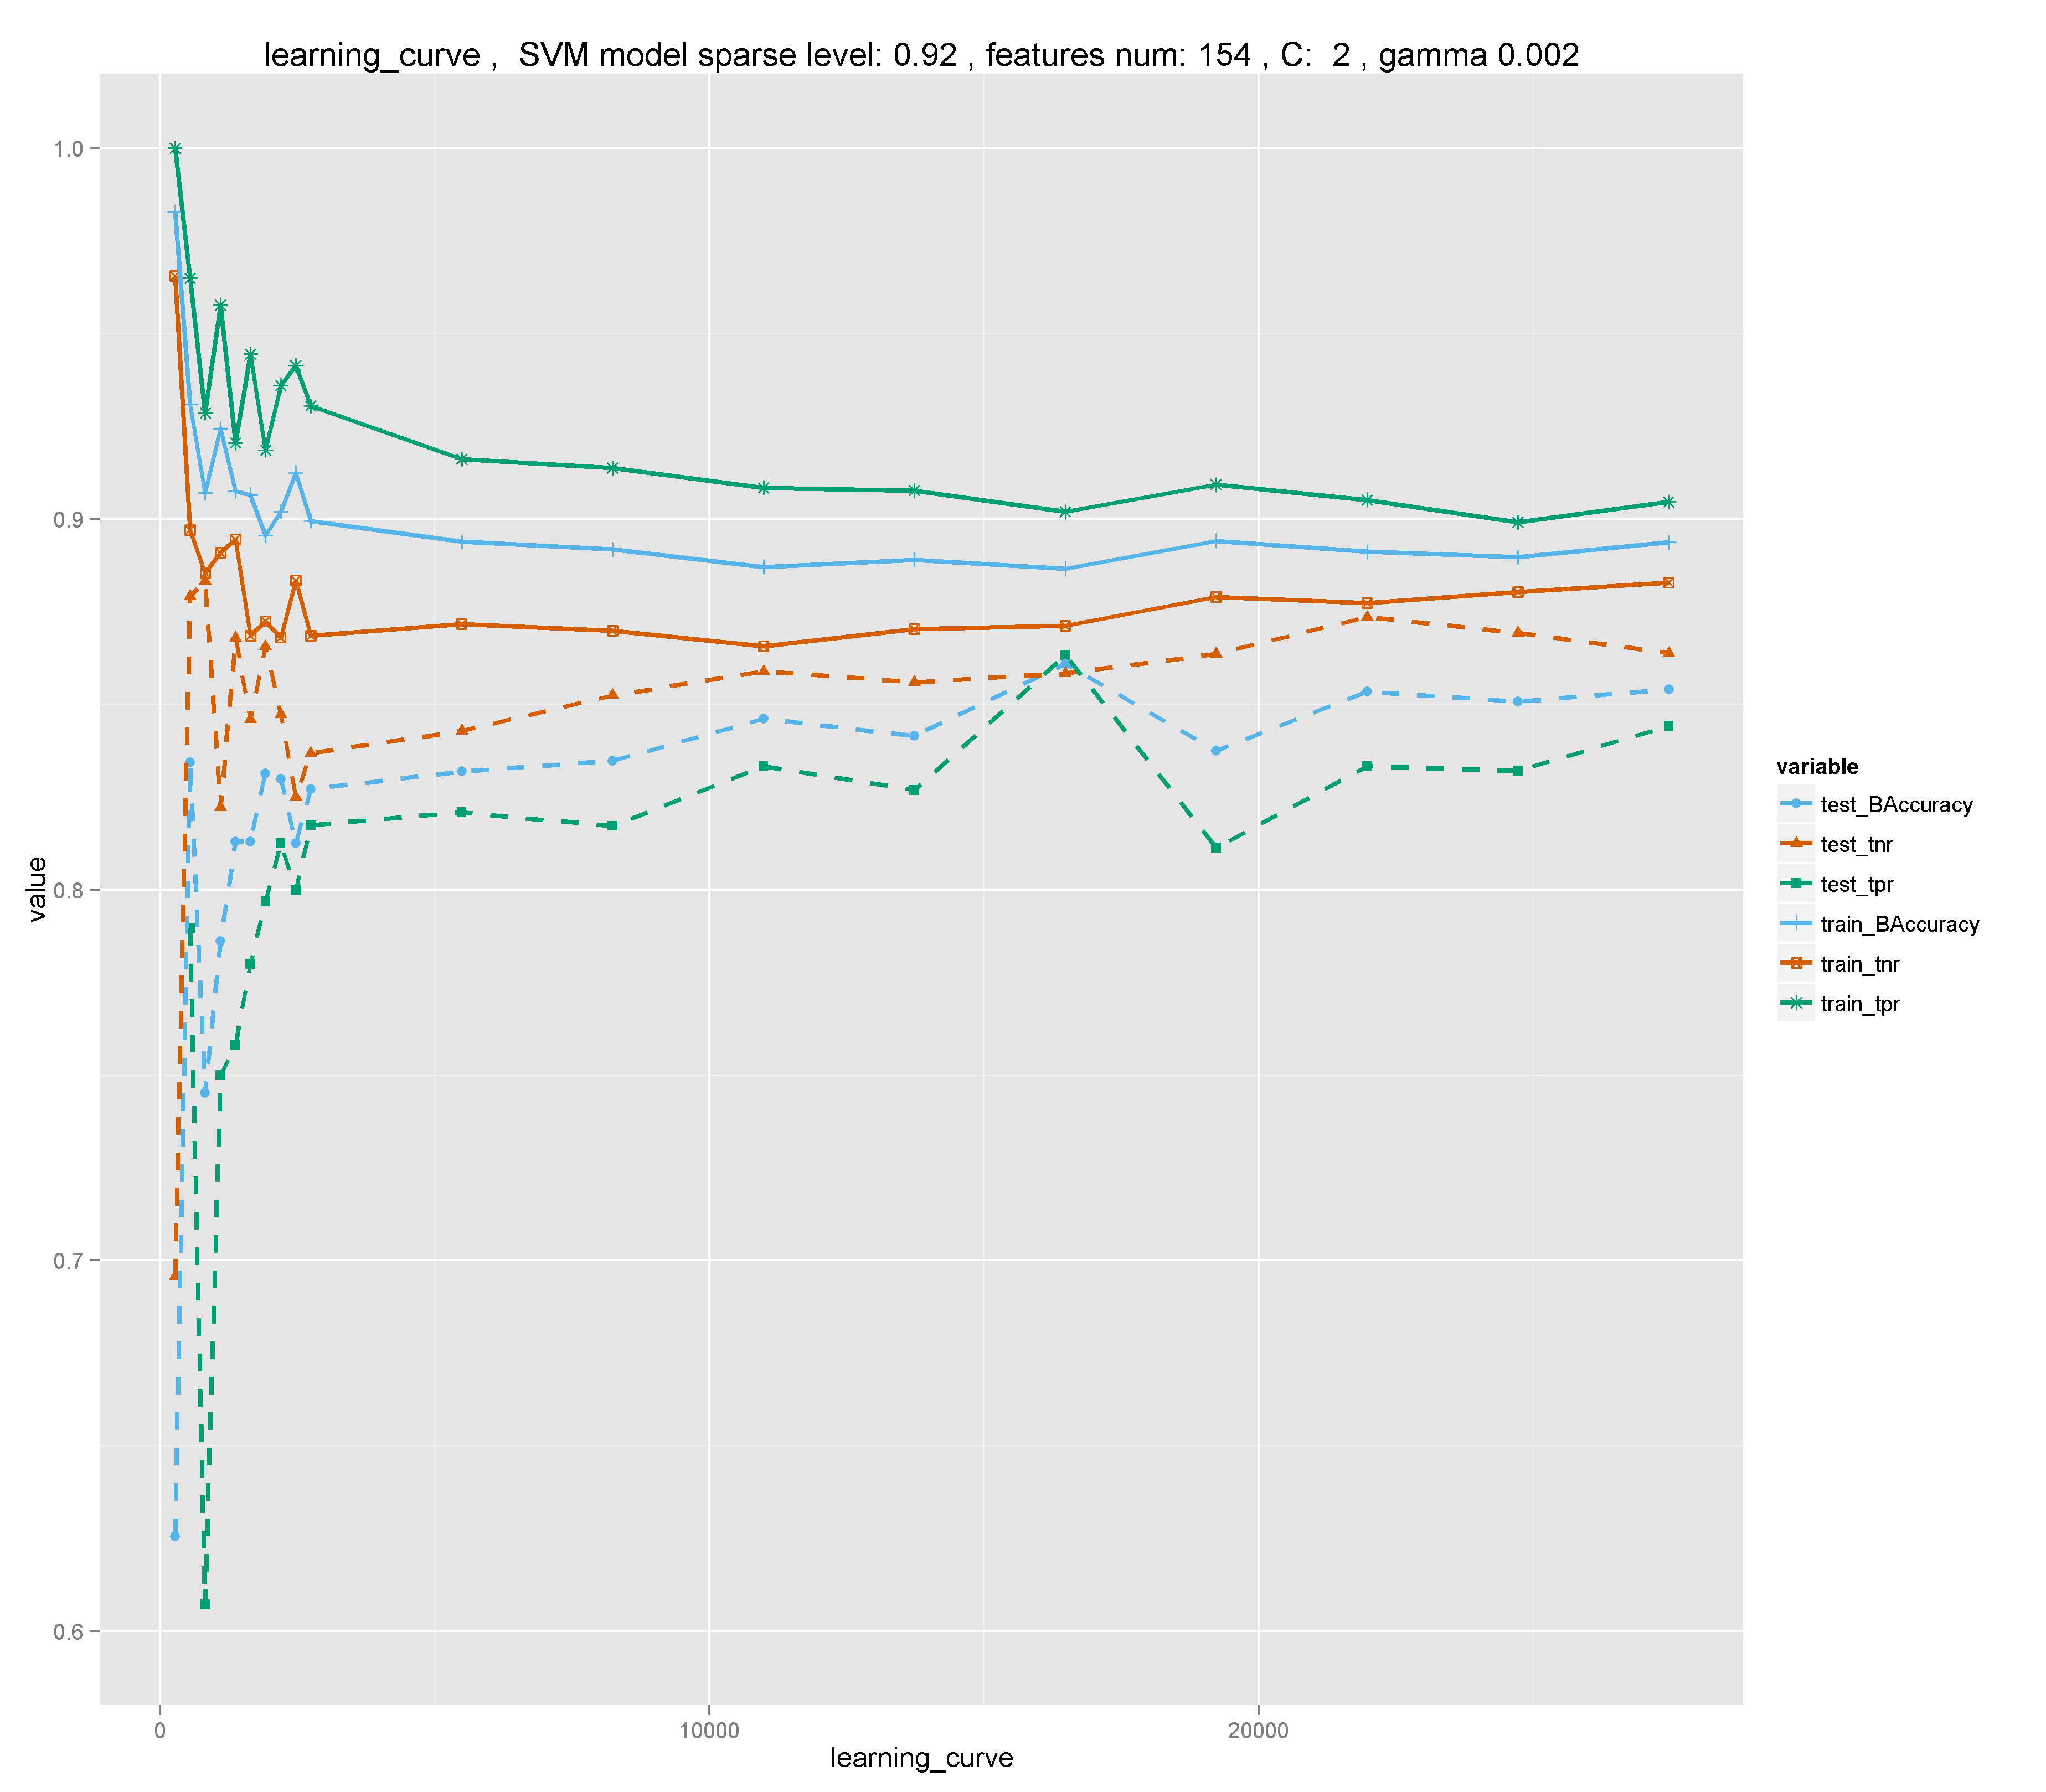 learning_curve ,  SVM model sparse level: 0.92 , features num: 154 , C:  2 , gamma 0.002
1.0
0.9
0.8
0.7
0.6
value
0
10000
20000
learning_curve
variable
test_BAccuracy
test_tnr
test_tpr
train_BAccuracy
train_tnr
train_tpr